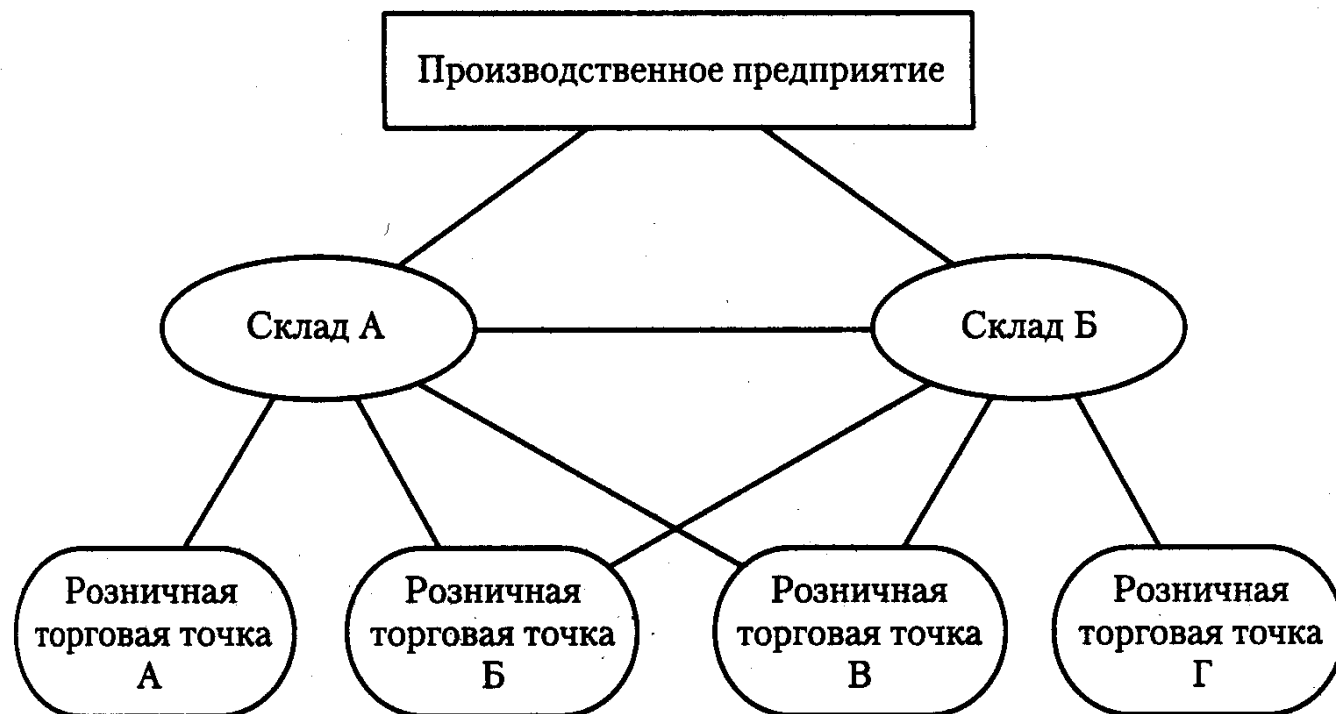 Производственное предприятие
Склад А
Склад Б
Розничная
торговая точка
А
Розничная
торговая точка
Б
Розничная
торговая точка
В
Розничная
торговая точка
Г